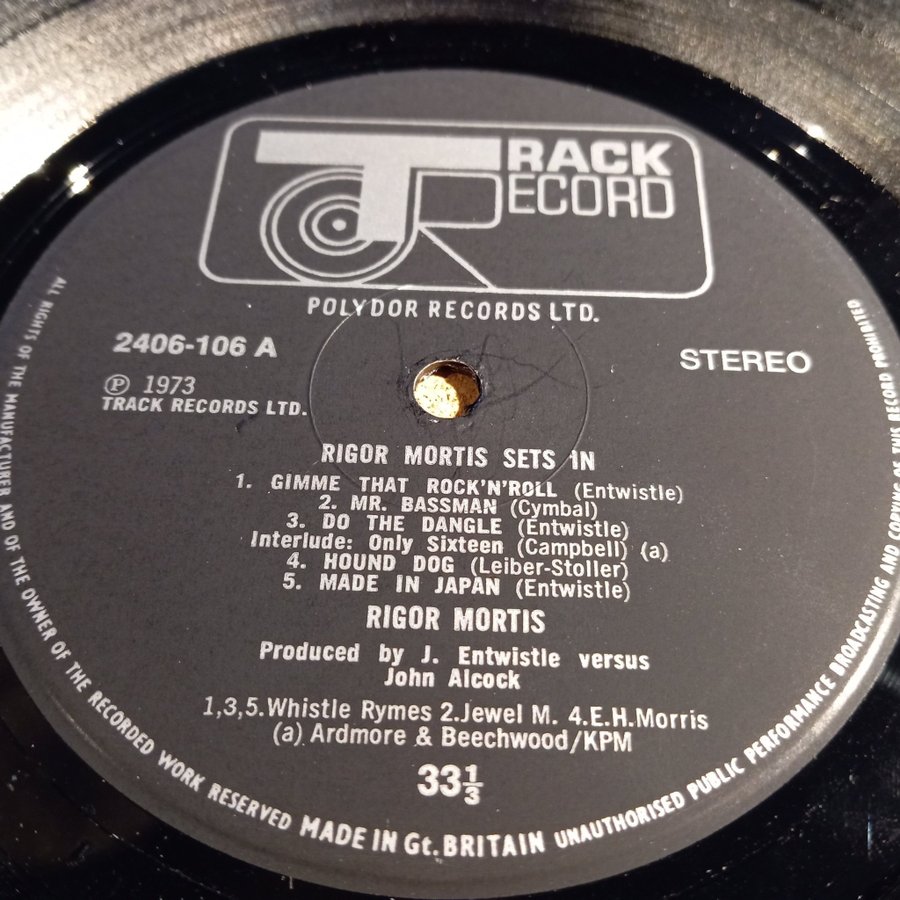 TRACK
RECORD
POLYDOR RECORDS LTD.
2406-106 A
STEREO
Ⓟ 1973
TRACK RECORDS LTD.
RIGOR MORTIS SETS IN
1. GIMME THAT ROCK'N'ROLL (Entwistle)
2. MR. BASSMAN (Cymbal)
3. DO THE DANGLE (Entwistle)
Interlude: Only Sixteen (Campbell) (a)
4. HOUND DOG (Leiber-Stoller)
5. MADE IN JAPAN (Entwistle)
RIGOR MORTIS
Produced by J. Entwistle versus
John Alcock
1,3,5.Whistle Rymes 2.Jewel M. 4.E.H.Morris
(a) Ardmore & Beechwood/KPM
33⅓
ALL RIGHTS OF THE MANUFACTURER AND OF THE OWNER OF THE RECORDED WORK RESERVED MADE IN Gt. BRITAIN UNAUTHORISED PUBLIC PERFORMANCE BROADCASTING AND COPYING OF THIS RECORD PROHIBITED